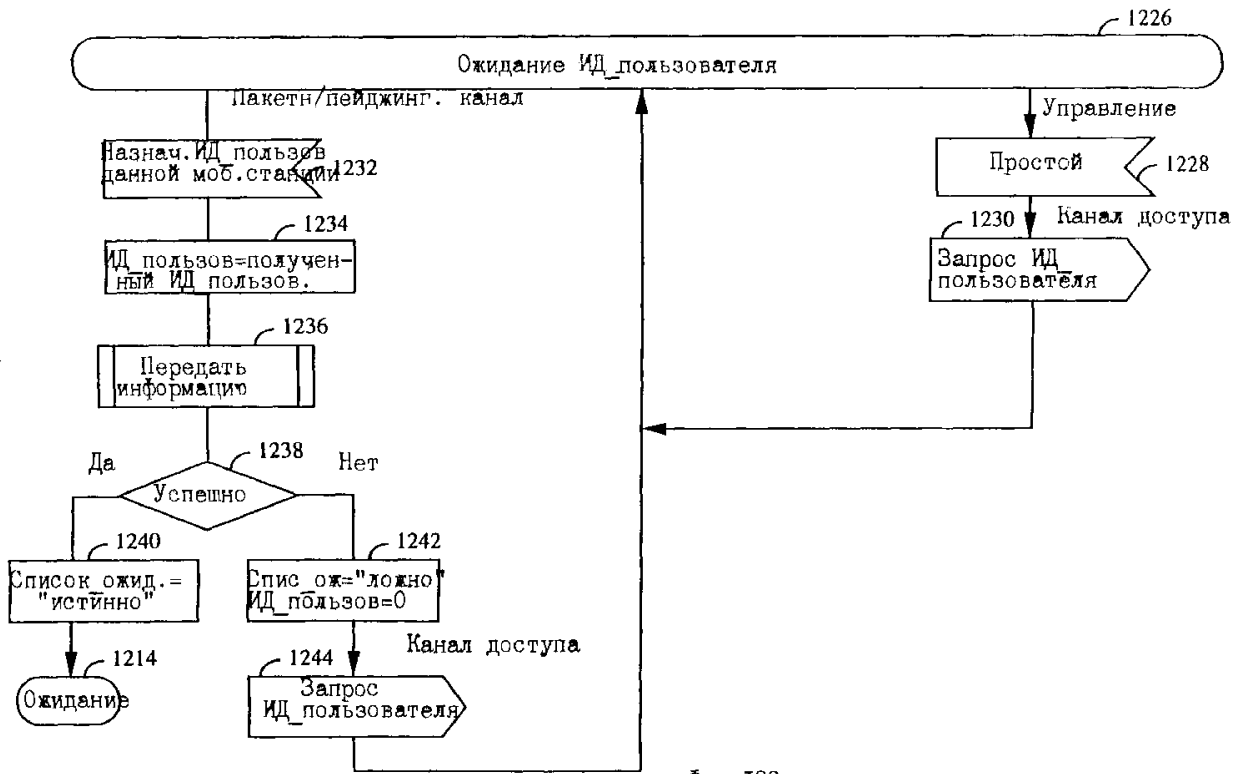 1226
Ожидание ИД_пользователя
Пакетн/пейджинг. канал
Управление
Назнач.ИД_пользов
данной моб.станции
1232
Простой
1228
1234
1230
Канал доступа
ИД_пользов=получен-
ный ИД_пользов.
Запрос ИД_
пользователя
1236
Передать
информацию
1238
Да
Нет
Успешно
1240
1242
Список_ожид.=
"истинно"
Спис_ож="ложно"
ИД_пользов=0
Канал доступа
1214
1244
Ожидание
Запрос
ИД_пользователя